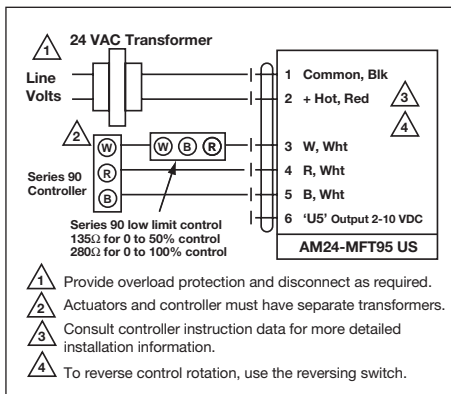 24 VAC Transformer
1
Line
Volts
1 Common, Blk
2 + Hot, Red
3
4
2
Series 90
Controller
W
R
B
W B R
3 W, Wht
4 R, Wht
5 B, Wht
6 'U5' Output 2-10 VDC
Series 90 low limit control
135Ω for 0 to 50% control
280Ω for 0 to 100% control
AM24-MFT95 US
1 Provide overload protection and disconnect as required.
2 Actuators and controller must have separate transformers.
3 Consult controller instruction data for more detailed
installation information.
4 To reverse control rotation, use the reversing switch.